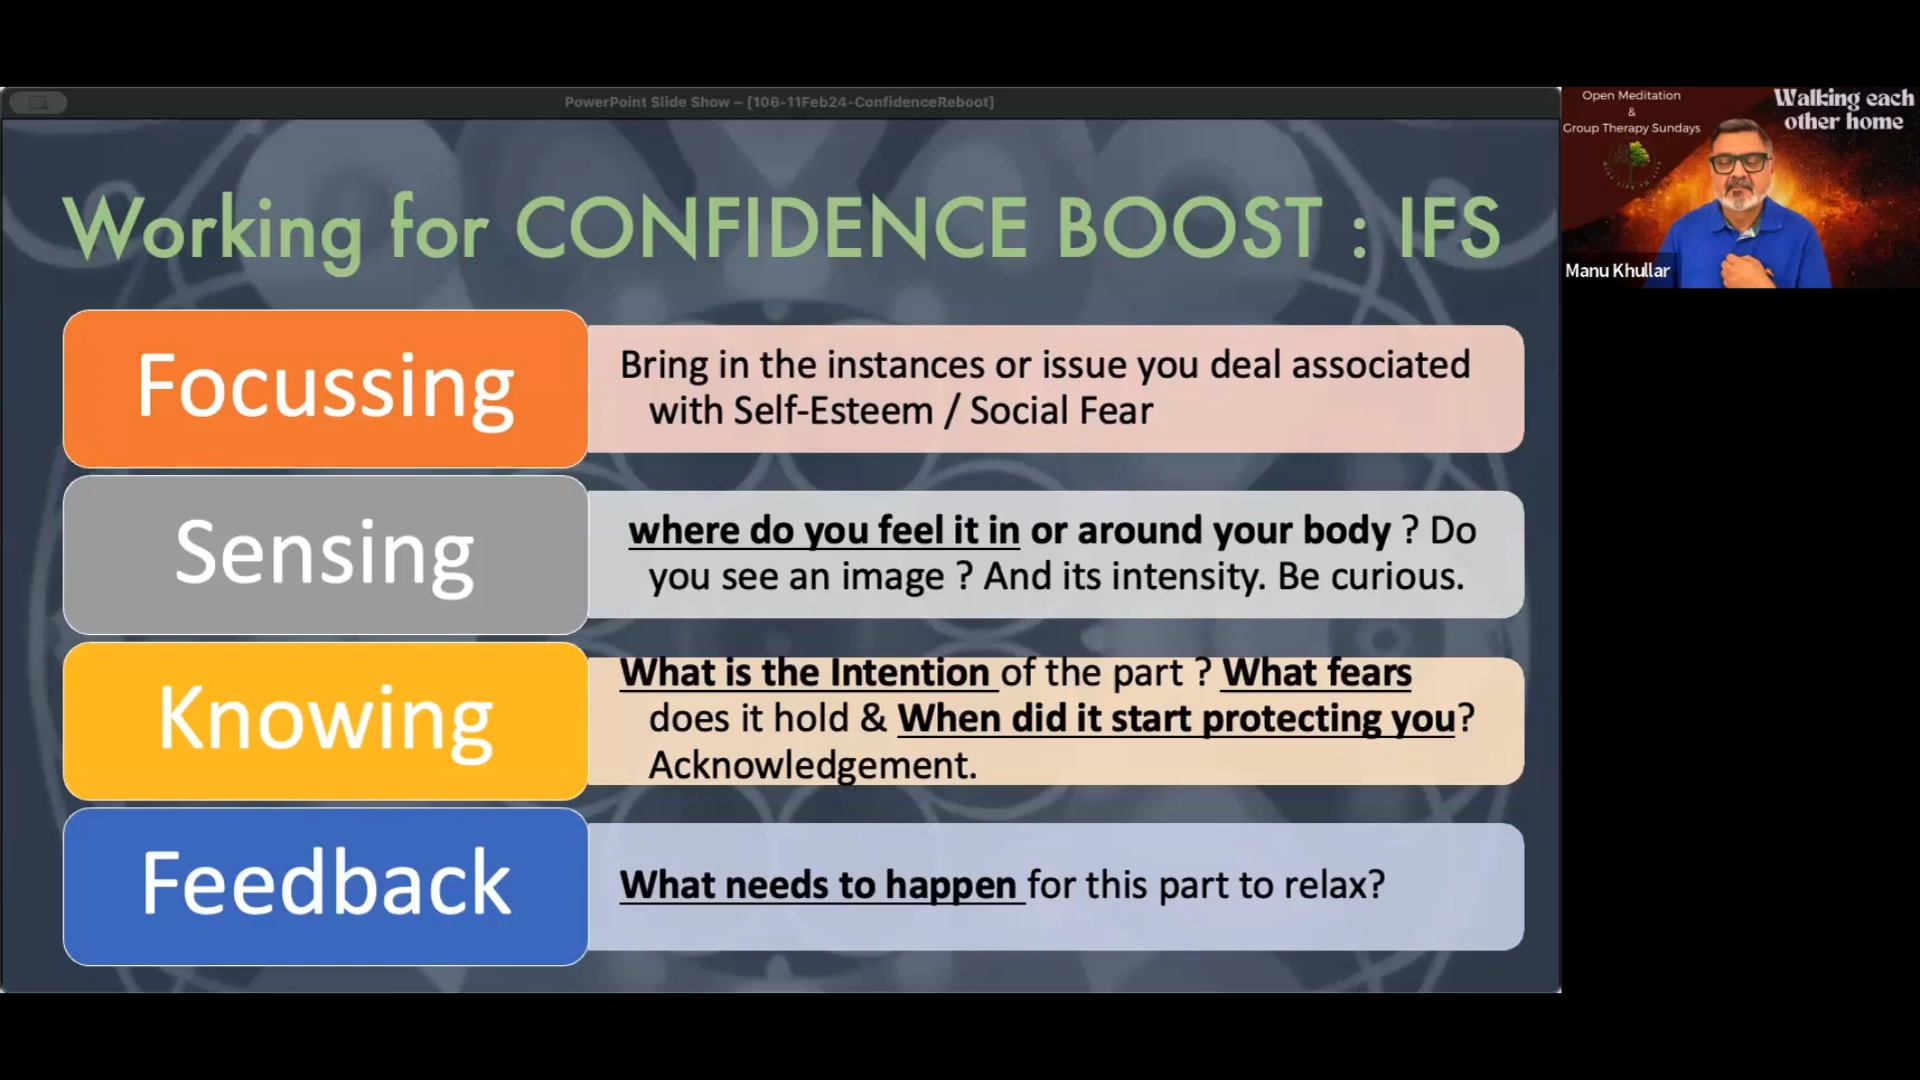 PowerPoint Slide Show – [106-11Feb24-ConfidenceReboot]
Working for CONFIDENCE BOOST : IFS
Focussing
Bring in the instances or issue you deal associated
with Self-Esteem / Social Fear
Sensing
where do you feel it in or around your body ? Do
you see an image ? And its intensity. Be curious.
Knowing
What is the Intention of the part ? What fears
does it hold & When did it start protecting you?
Acknowledgement.
Feedback
What needs to happen for this part to relax?
Open Meditation
&
Group Therapy Sundays
Walking each
other home
Manu Khullar